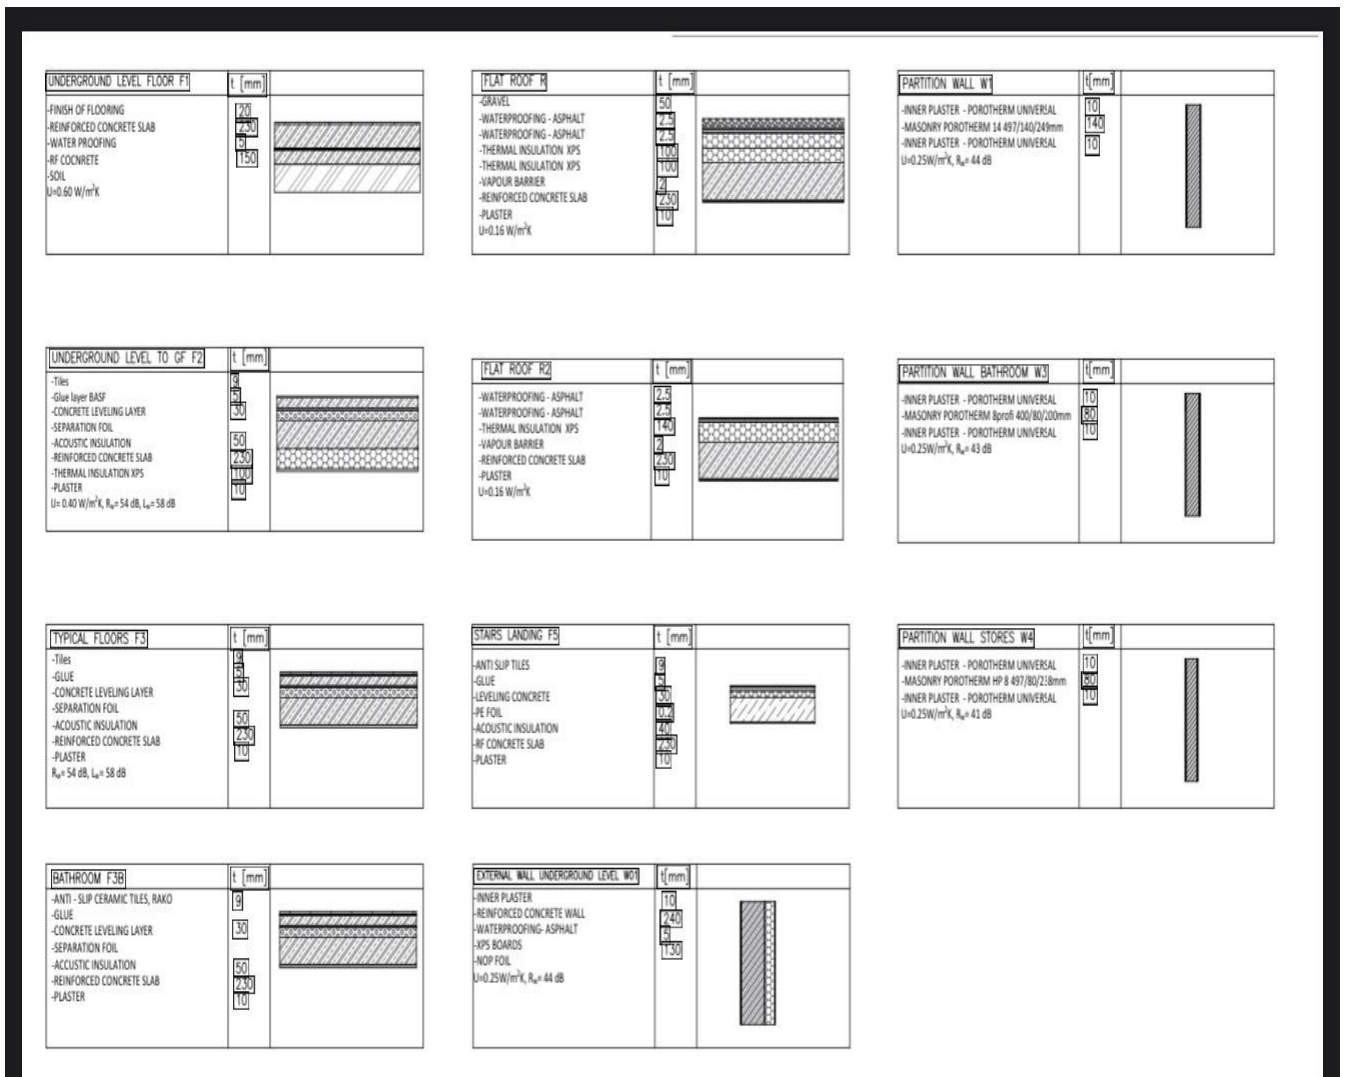 UNDERGROUND LEVEL FLOOR F1 t [mm]
-FINISH OF FLOORING 20
-REINFORCED CONCRETE SLAB 230
-WATER PROOFING 5
-RF COCNRETE 150
-SOIL
U=0.60 W/m²K
FLAT ROOF R t [mm]
-GRAVEL 50
-WATERPROOFING - ASPHALT 2.5
-WATERPROOFING - ASPHALT 2.5
-THERMAL INSULATION XPS 100
-THERMAL INSULATION XPS 100
-VAPOUR BARRIER 2
-REINFORCED CONCRETE SLAB 230
-PLASTER 10
U=0.16 W/m²K
PARTITION WALL W1 t[mm]
-INNER PLASTER - POROTHERM UNIVERSAL 10
-MASONRY POROTHERM 14 497/140/249mm 140
-INNER PLASTER - POROTHERM UNIVERSAL 10
U=0.25W/m²K, Rw= 44 dB
UNDERGROUND LEVEL TO GF F2 t [mm]
-Tiles 9
-Glue layer BASF 5
-CONCRETE LEVELING LAYER 30
-SEPARATION FOIL
-ACOUSTIC INSULATION 50
-REINFORCED CONCRETE SLAB 230
-THERMAL INSULATION XPS 100
-PLASTER 10
U= 0.40 W/m²K, Rw= 54 dB, Lw= 58 dB
FLAT ROOF R2 t [mm]
-WATERPROOFING - ASPHALT 2.5
-WATERPROOFING - ASPHALT 2.5
-THERMAL INSULATION XPS 140
-VAPOUR BARRIER 2
-REINFORCED CONCRETE SLAB 230
-PLASTER 10
U=0.16 W/m²K
PARTITION WALL BATHROOM W3 t[mm]
-INNER PLASTER - POROTHERM UNIVERSAL 10
-MASONRY POROTHERM 8profi 400/80/200mm 80
-INNER PLASTER - POROTHERM UNIVERSAL 10
U=0.25W/m²K, Rw= 43 dB
TYPICAL FLOORS F3 t [mm]
-Tiles 9
-GLUE 5
-CONCRETE LEVELING LAYER 30
-SEPARATION FOIL
-ACOUSTIC INSULATION 50
-REINFORCED CONCRETE SLAB 230
-PLASTER 10
Rw= 54 dB, Lw= 58 dB
STAIRS LANDING F5 t [mm]
-ANTI SLIP TILES 9
-GLUE 5
-LEVELING CONCRETE 30
-PE FOIL 0.2
-ACOUSTIC INSULATION 40
-RF CONCRETE SLAB 230
-PLASTER 10
PARTITION WALL STORES W4 t[mm]
-INNER PLASTER - POROTHERM UNIVERSAL 10
-MASONRY POROTHERM HP 8 497/80/238mm 80
-INNER PLASTER - POROTHERM UNIVERSAL 10
U=0.25W/m²K, Rw= 41 dB
BATHROOM F3B t [mm]
-ANTI - SLIP CERAMIC TILES, RAKO 9
-GLUE
-CONCRETE LEVELING LAYER 30
-SEPARATION FOIL
-ACCUSTIC INSULATION 50
-REINFORCED CONCRETE SLAB 230
-PLASTER 10
EXTERNAL WALL UNDERGROUND LEVEL W01 t[mm]
-INNER PLASTER 10
-REINFORCED CONCRETE WALL 240
-WATERPROOFING- ASPHALT 5
-XPS BOARDS 130
-NOP FOIL
U=0.25W/m²K, Rw= 44 dB